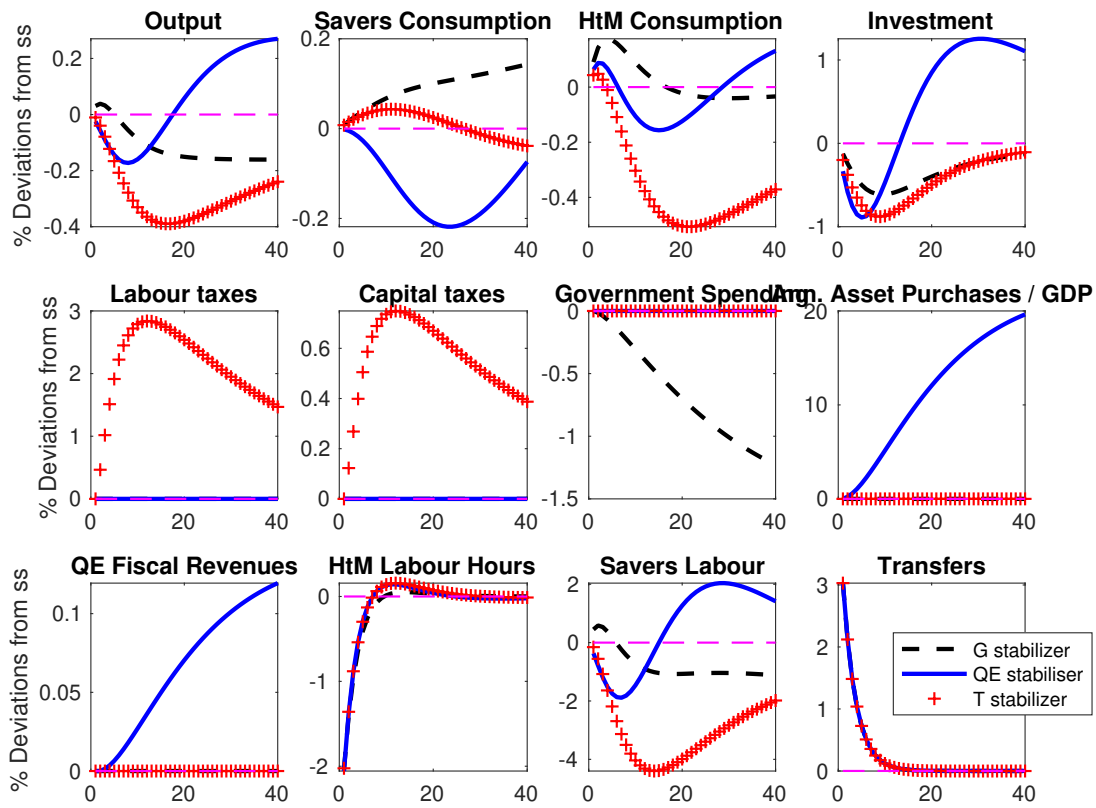 Output
Savers Consumption
HtM Consumption
Investment
% Deviations from ss
0.2
0
-0.2
-0.4
0 20 40
0.2
0
-0.2
0 20 40
0.2
0
-0.2
-0.4
0 20 40
1
0
-1
0 20 40
Labour taxes
Capital taxes
Government Spending
Ann. Asset Purchases / GDP
% Deviations from ss
3
2
1
0
0 20 40
0.6
0.4
0.2
0
0 20 40
0
-0.5
-1
-1.5
0 20 40
20
10
0
0 20 40
QE Fiscal Revenues
HtM Labour Hours
Savers Labour
Transfers
% Deviations from ss
0.1
0.05
0
0 20 40
0
-1
-2
0 20 40
2
0
-2
-4
0 20 40
3
2
1
0
0 20 40
G stabilizer
QE stabiliser
T stabilizer